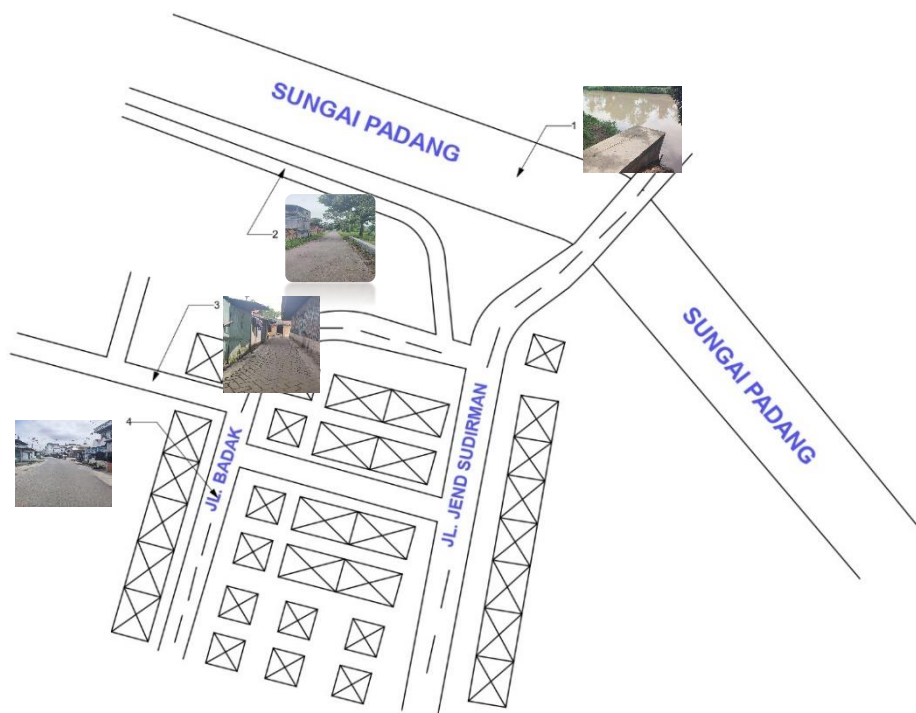 SUNGAI PADANG
1
2
3
SUNGAI PADANG
4
JL. BADAK
JL. JEND SUDIRMAN